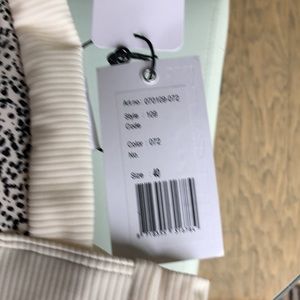 Art.no: 070109-072
Style : 109
Code.
Color : 072
No.
Size : 40